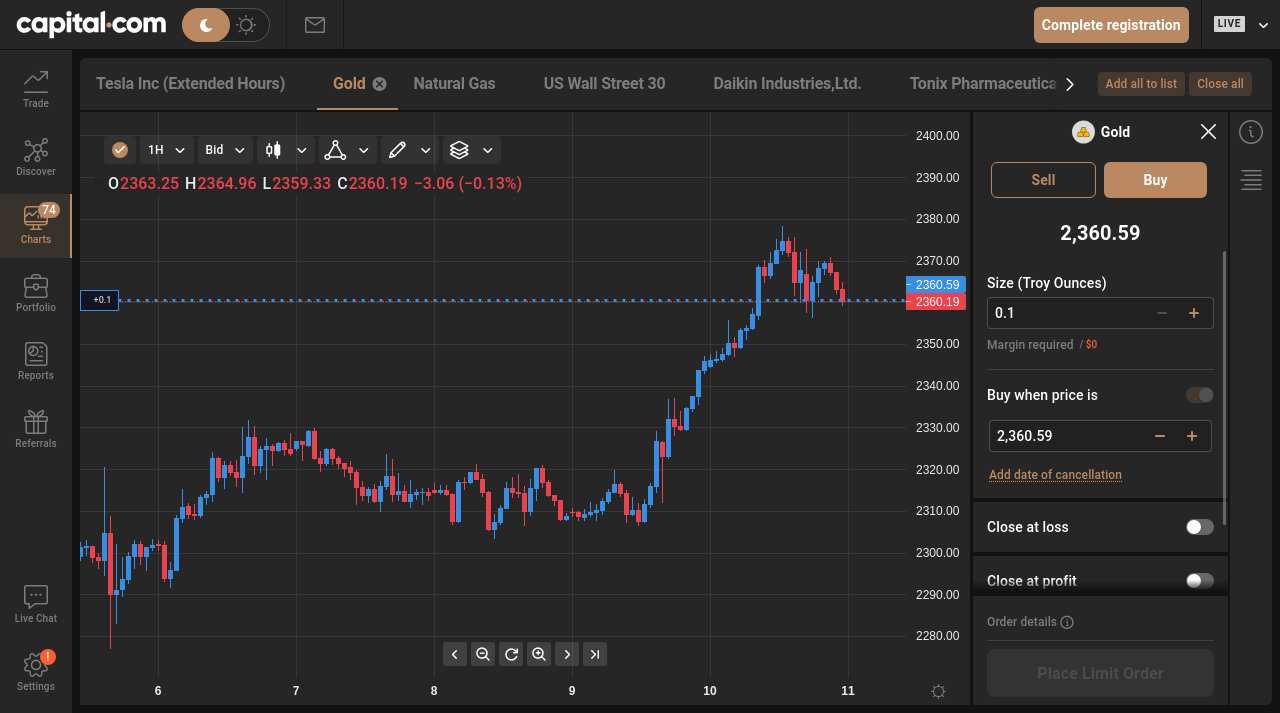 capital.com
Complete registration
LIVE
Trade
Discover
74
Charts
Portfolio
Reports
Referrals
Live Chat
!
Settings
Tesla Inc (Extended Hours)
Gold
Natural Gas
US Wall Street 30
Daikin Industries,Ltd.
Tonix Pharmaceutica
Add all to list
Close all
1H
Bid
O2363.25 H2364.96 L2359.33 C2360.19 −3.06 (−0.13%)
+0.1
2400.00
2390.00
2380.00
2370.00
2360.59
2360.19
2350.00
2340.00
2330.00
2320.00
2310.00
2300.00
2290.00
2280.00
6 7 8 9 10 11
Gold
Sell
Buy
2,360.59
Size (Troy Ounces)
0.1
Margin required / $0
Buy when price is
2,360.59
Add date of cancellation
Close at loss
Close at profit
Order details
Place Limit Order